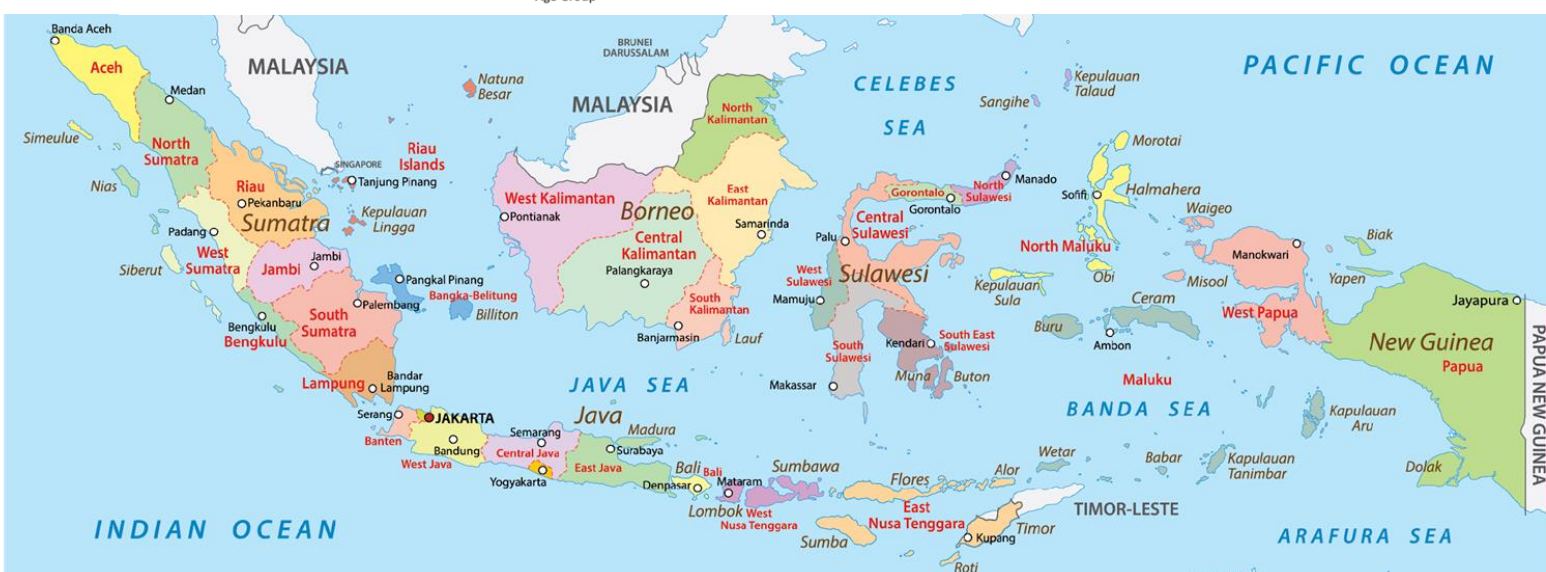 Age Group
Banda Aceh
Aceh
Medan
MALAYSIA
Simeulue
North
Sumatra
Nias
Riau
Pekanbaru
Sumatra
Padang
West
Sumatra
Siberut
Jambi
Jambi
SINGAPORE
Tanjung Pinang
Riau
Islands
Natuna
Besar
Kepulauan
Lingga
Pangkal Pinang
Bangka-Belitung
Billiton
Palembang
South
Sumatra
Bengkulu
Bengkulu
Lampung
Bandar
Lampung
BRUNEI
DARUSSALAM
MALAYSIA
North
Kalimantan
West Kalimantan
Pontianak
Borneo
East
Kalimantan
Samarinda
Central
Kalimantan
Palangkaraya
South
Kalimantan
Banjarmasin
Lauf
JAVA SEA
Serang
JAKARTA
Banten
Bandung
West Java
Java
Semarang
Central Java
Yogyakarta
Madura
Surabaya
East Java
Bali
Bali
Denpasar
Mataram
Lombok
West
Nusa Tenggara
Sumbawa
INDIAN OCEAN
CELEBES
SEA
Sangihe
Kepulauan
Talaud
Gorontalo
Gorontalo
North
Sulawesi
Manado
Central
Sulawesi
Palu
Sulawesi
West
Sulawesi
Mamuju
South
Sulawesi
Makassar
Kendari
South East
Sulawesi
Muna
Buton
PACIFIC OCEAN
Morotai
Halmahera
Sofifi
North Maluku
Kepulauan
Sula
Obi
Waigeo
Misool
Manokwari
Biak
Yapen
West Papua
Ceram
Buru
Ambon
Maluku
BANDA SEA
Jayapura
New Guinea
Papua
PAPUA NEW GUINEA
Kapulauan
Aru
Dolak
Kapulauan
Tanimbar
Babar
Wetar
Alor
Flores
East
Nusa Tenggara
Sumba
Timor
Kupang
Roti
TIMOR-LESTE
ARAFURA SEA